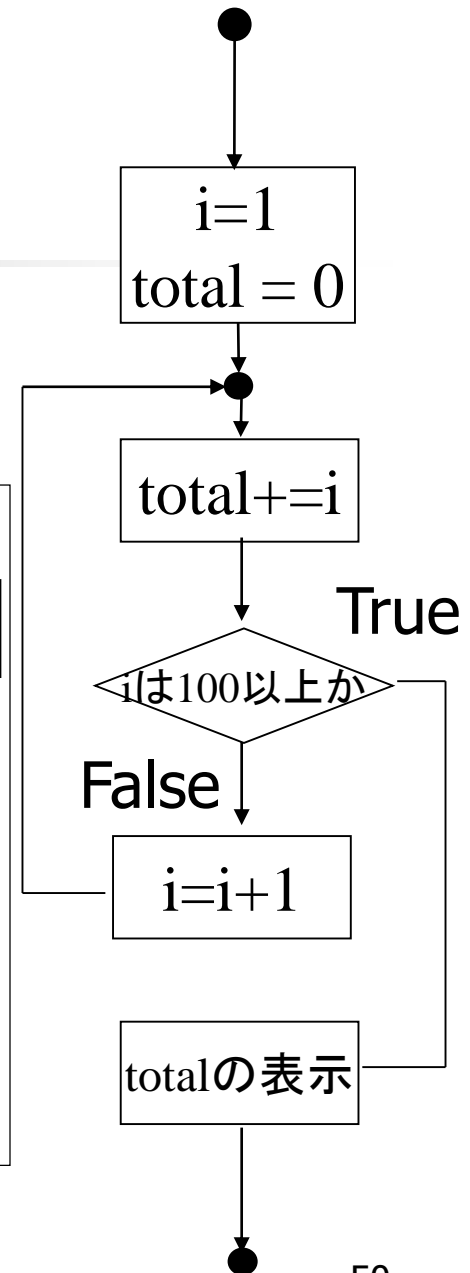 i=1
total = 0
total+=i
True
iは100以上か
False
i=i+1
totalの表示